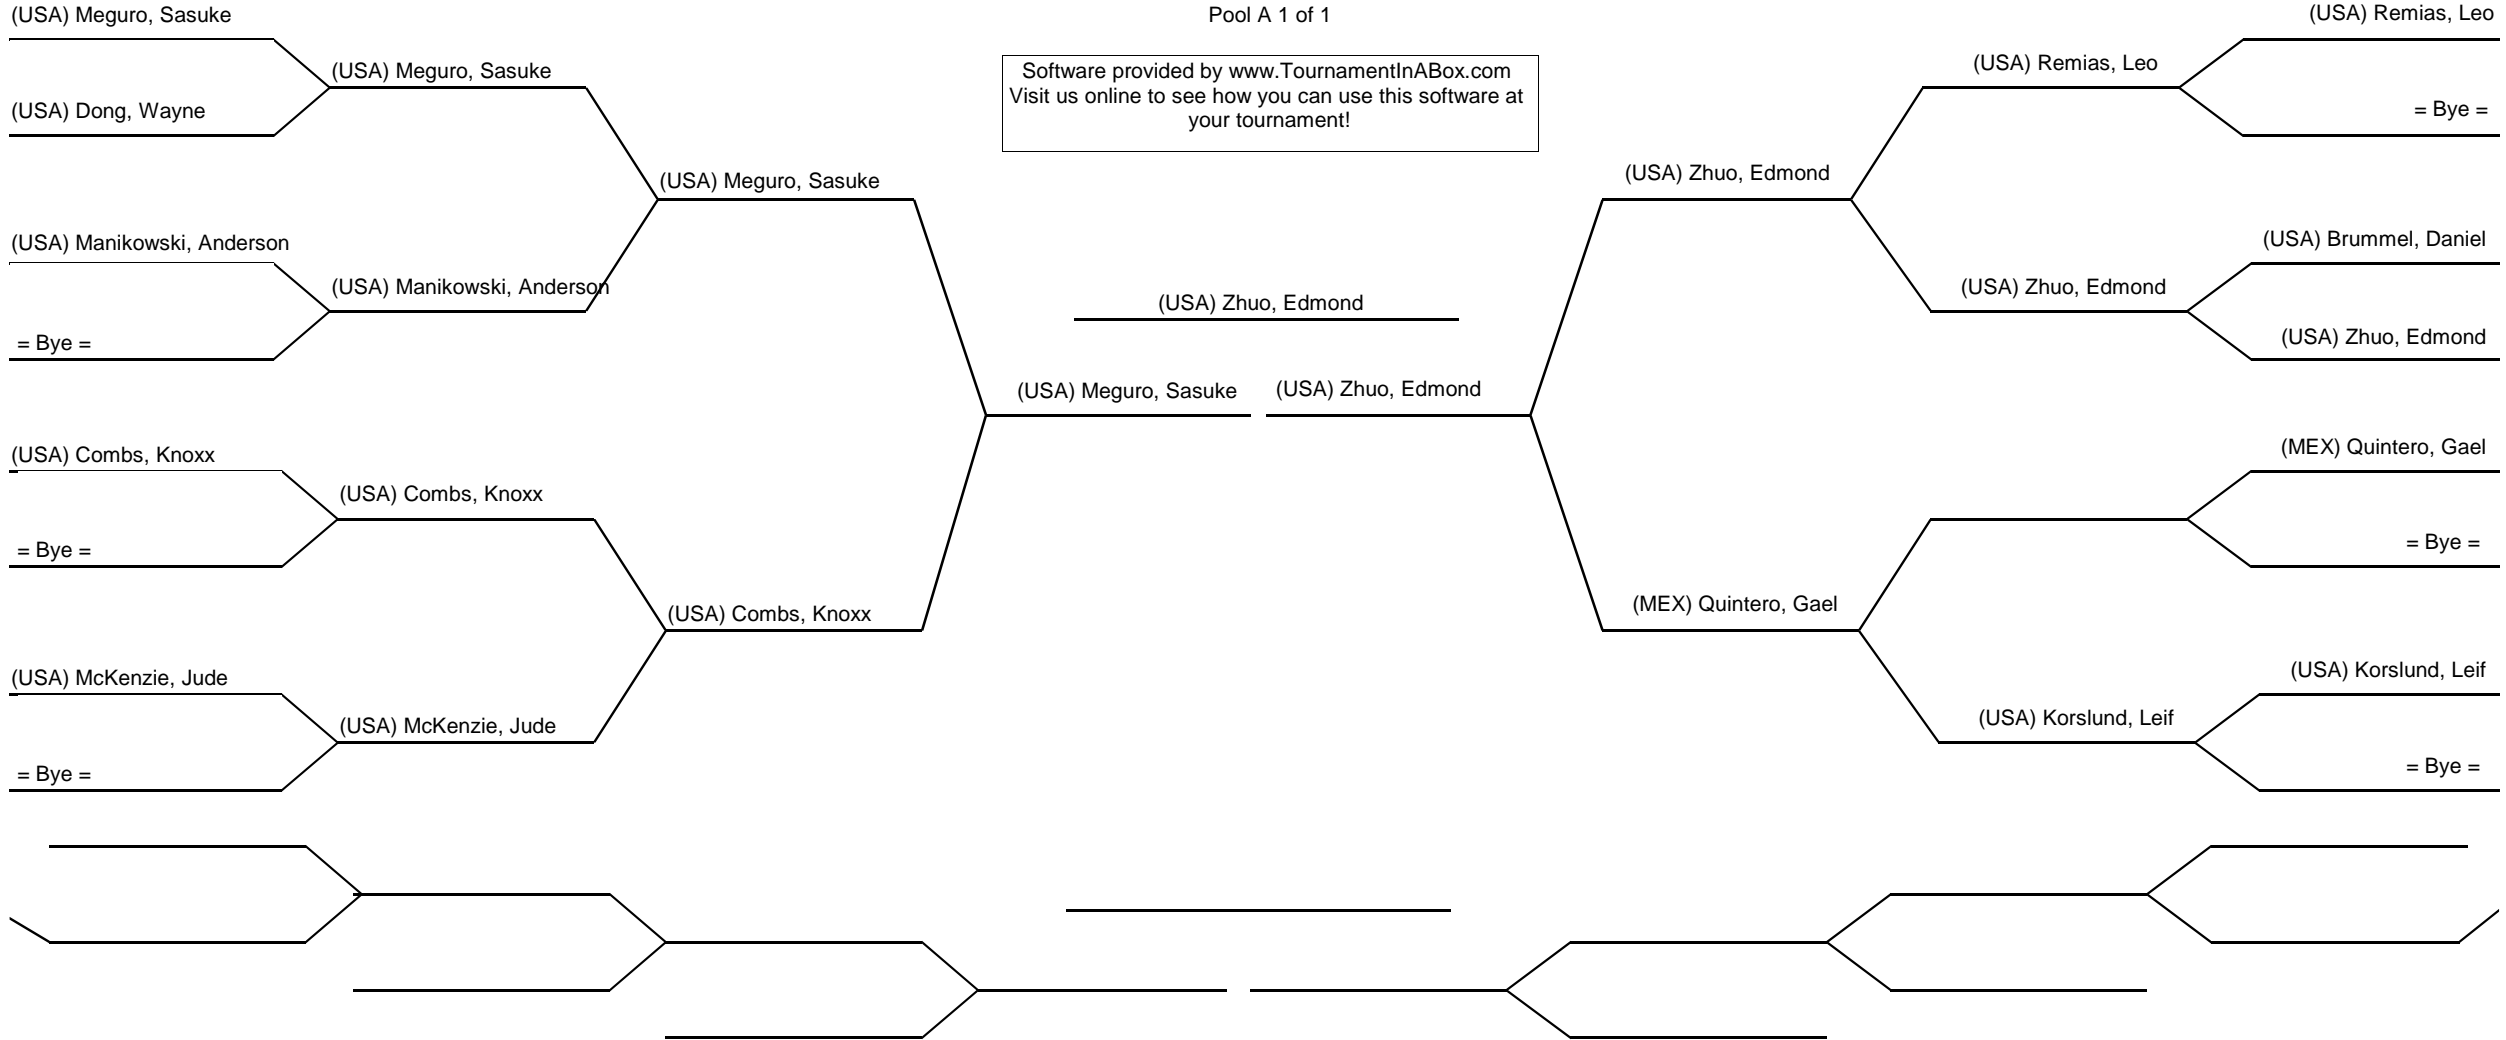 (USA) Meguro, Sasuke
Pool A 1 of 1
(USA) Remias, Leo
(USA) Meguro, Sasuke
Software provided by www.TournamentInABox.com
Visit us online to see how you can use this software at
your tournament!
(USA) Remias, Leo
(USA) Dong, Wayne
= Bye =
(USA) Meguro, Sasuke
(USA) Zhuo, Edmond
(USA) Manikowski, Anderson
(USA) Brummel, Daniel
(USA) Manikowski, Anderson
(USA) Zhuo, Edmond
(USA) Zhuo, Edmond
= Bye =
(USA) Zhuo, Edmond
(USA) Meguro, Sasuke
(USA) Zhuo, Edmond
(USA) Combs, Knoxx
(MEX) Quintero, Gael
(USA) Combs, Knoxx
= Bye =
= Bye =
(USA) Combs, Knoxx
(MEX) Quintero, Gael
(USA) McKenzie, Jude
(USA) Korslund, Leif
(USA) McKenzie, Jude
(USA) Korslund, Leif
= Bye =
= Bye =